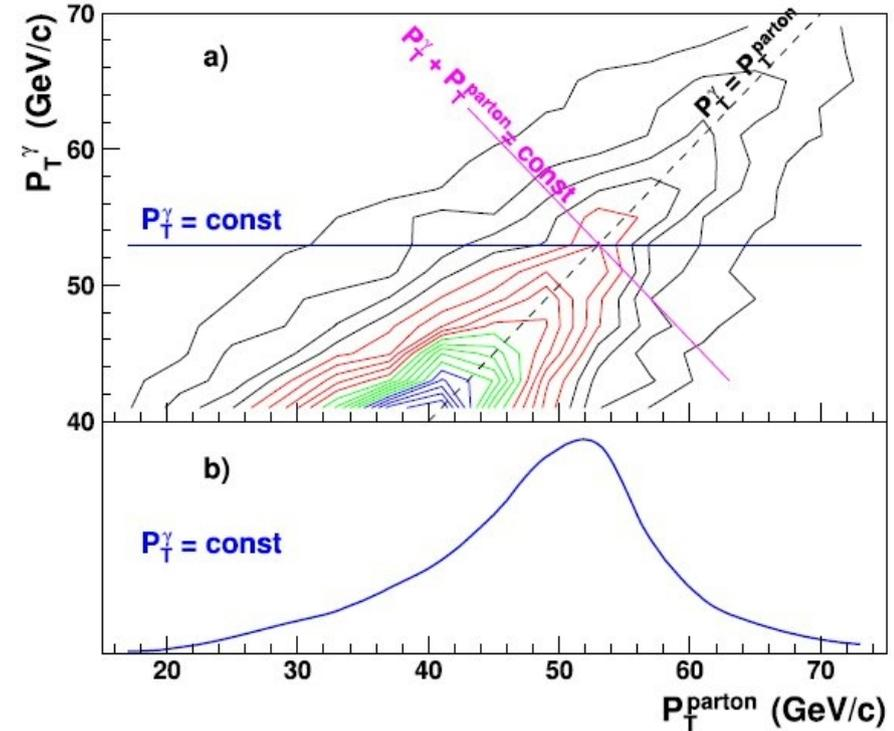 70
60
50
40
P_T^γ (GeV/c)
a)
P_T^γ + P_T^parton = const
P_T^γ = P_T^parton
P_T^γ = const
b)
P_T^γ = const
20 30 40 50 60 70
P_T^parton (GeV/c)